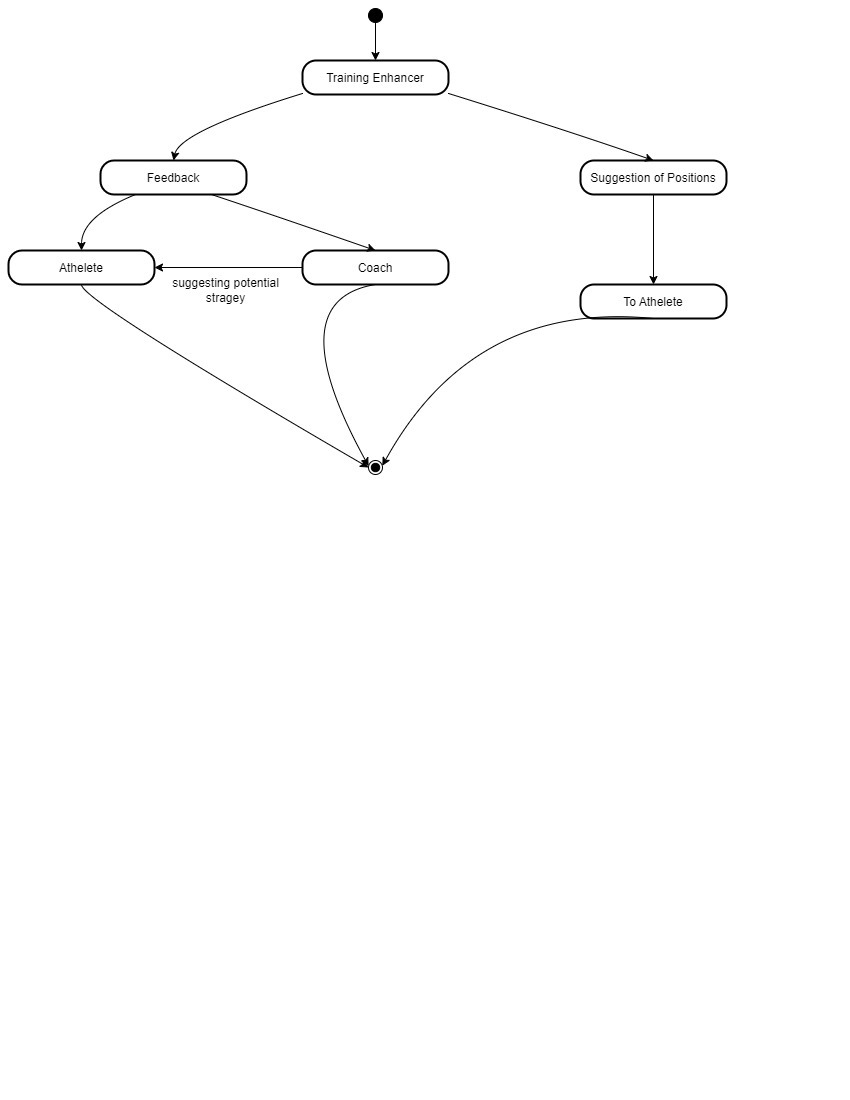 Training Enhancer
Feedback
Suggestion of Positions
Athelete
Coach
suggesting potential
stragey
To Athelete